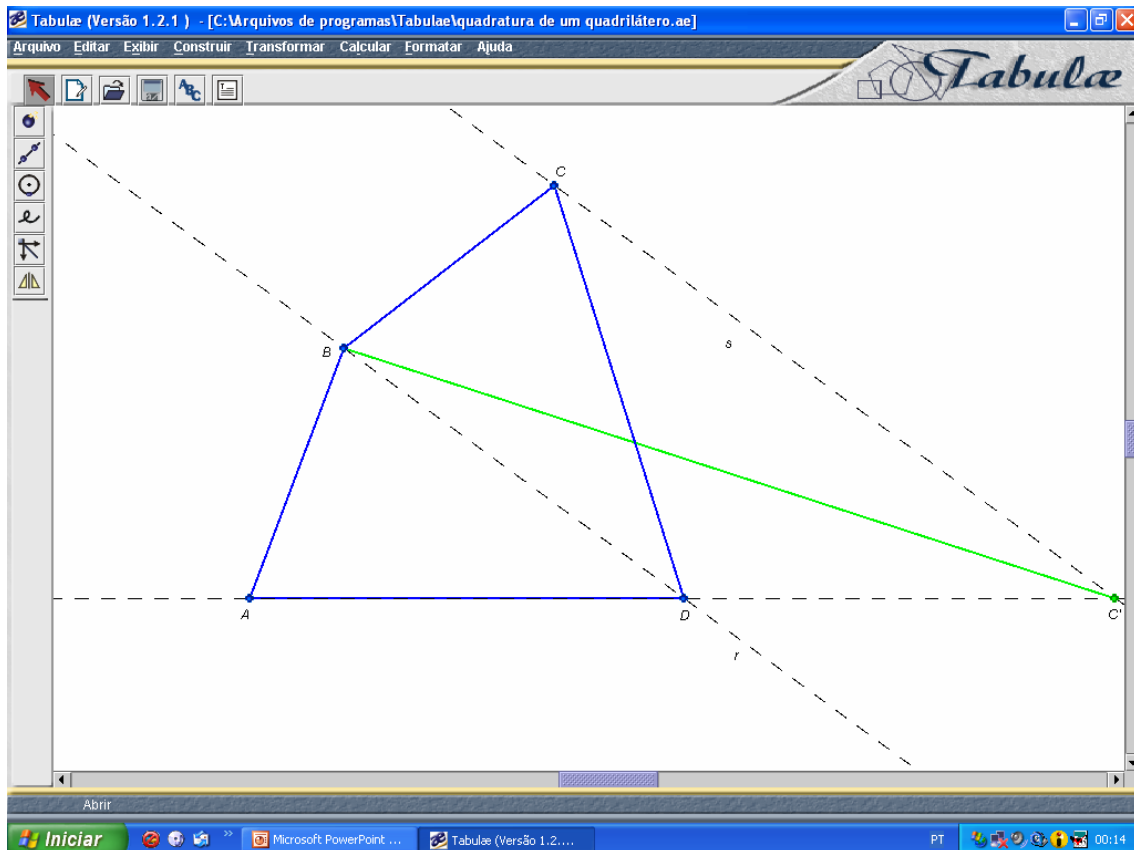 Tabulæ (Versão 1.2.1 ) - [C:\Arquivos de programas\Tabulae\quadratura de um quadrilátero.ae]
Arquivo Editar Exibir Construir Transformar Calcular Formatar Ajuda
Tabulæ
ABC
C
s
B
A
D
C'
r
Abrir
Iniciar
»
Microsoft PowerPoint ...
Tabulæ (Versão 1.2....
PT
00:14